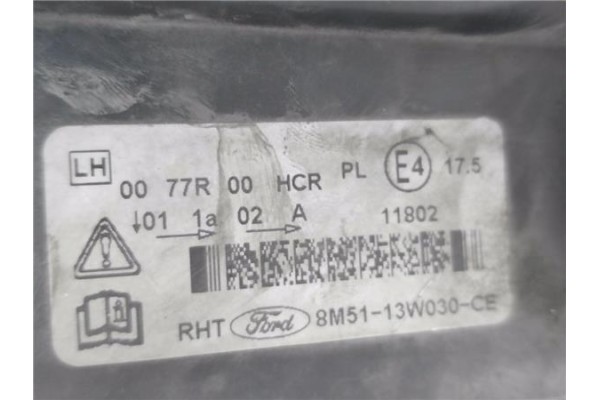 LH
00 77R 00 HCR PL E4 17.5
↓01 1a 02 A 11802
RHT Ford 8M51-13W030-CE